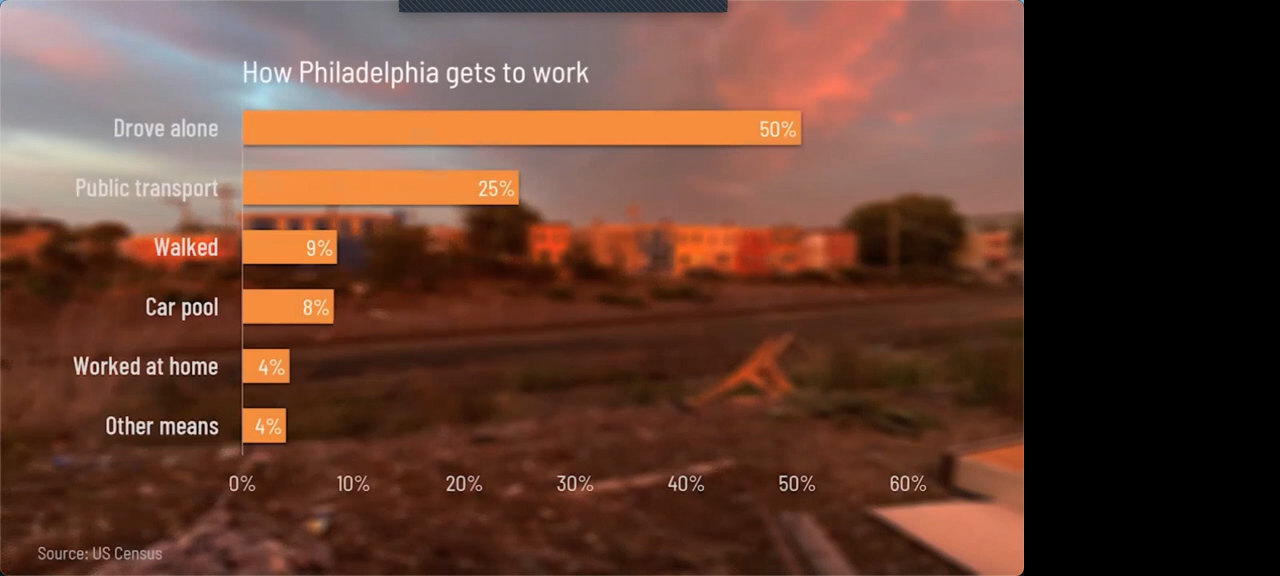 How Philadelphia gets to work
Drove alone 50%
Public transport 25%
Walked 9%
Car pool 8%
Worked at home 4%
Other means 4%
0% 10% 20% 30% 40% 50% 60%
Source: US Census